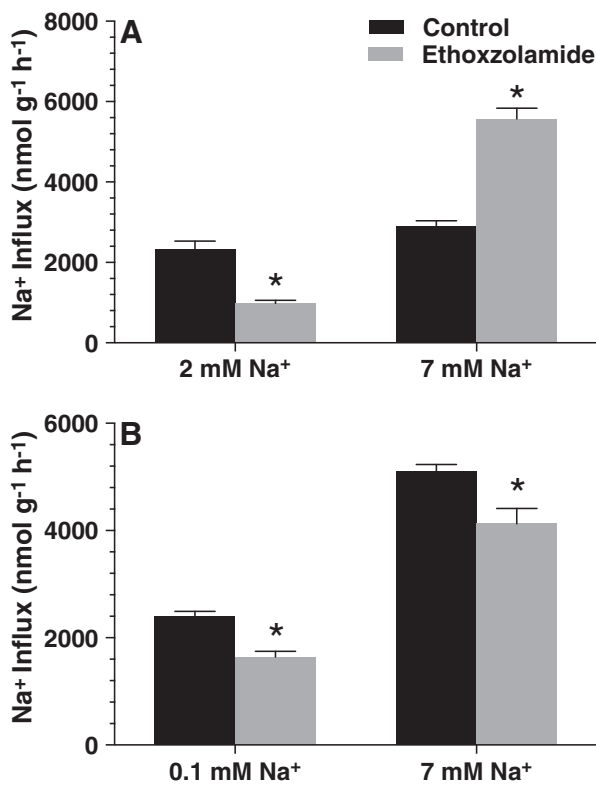 A
Control
Ethoxzolamide
Na⁺ Influx (nmol g⁻¹ h⁻¹)
8000
6000
4000
2000
0
*
*
2 mM Na⁺
7 mM Na⁺
B
Na⁺ Influx (nmol g⁻¹ h⁻¹)
6000
4000
2000
0
*
*
0.1 mM Na⁺
7 mM Na⁺